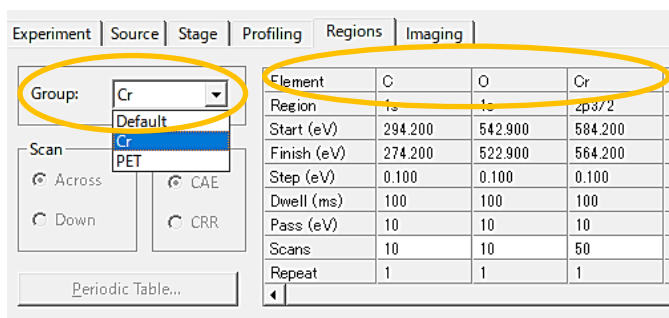 Experiment Source Stage Profiling Regions Imaging
Group: Cr
Default
Cr
PET
Scan
Across CAE
Down CRR
Periodic Table...
Element C O Cr
Region 1s 1s 2p3/2
Start (eV) 294.200 542.900 584.200
Finish (eV) 274.200 522.900 564.200
Step (eV) 0.100 0.100 0.100
Dwell (ms) 100 100 100
Pass (eV) 10 10 10
Scans 10 10 50
Repeat 1 1 1